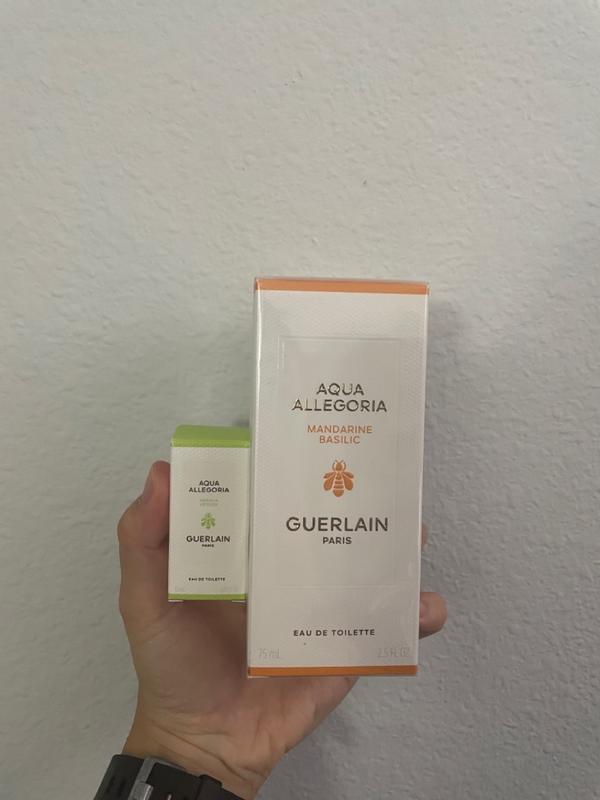 AQUA
ALLEGORIA
GUERLAIN
PARIS
EAU DE TOILETTE
AQUA
ALLEGORIA
MANDARINE
BASILIC
GUERLAIN
PARIS
EAU DE TOILETTE
75 mL
2.5 FL.OZ